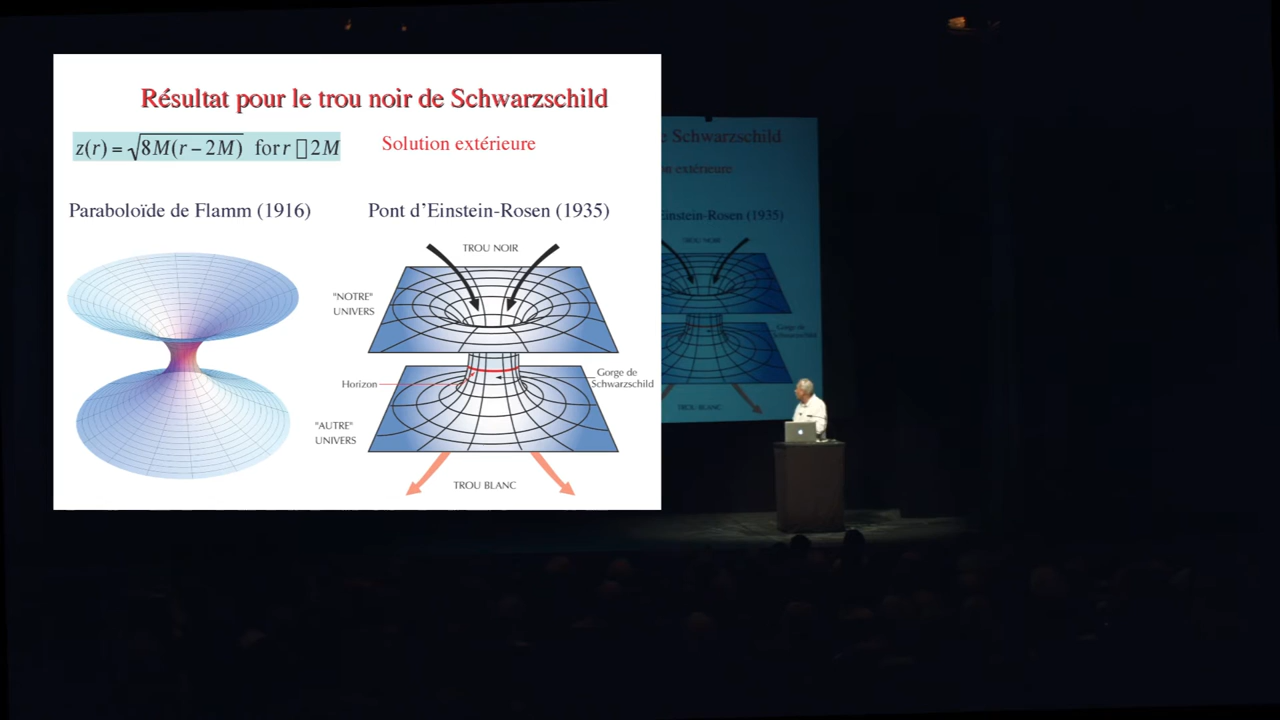 Résultat pour le trou noir de Schwarzschild
z(r) = √8M(r − 2M) for r □ 2M
Solution extérieure
Paraboloïde de Flamm (1916)
Pont d'Einstein-Rosen (1935)
TROU NOIR
"NOTRE"
UNIVERS
Horizon
Gorge de
Schwarzschild
"AUTRE"
UNIVERS
TROU BLANC
e Schwarzschild
on extérieure
Einstein-Rosen (1935)
TROU NOIR
Gorge de
Schwarzschild
TROU BLANC